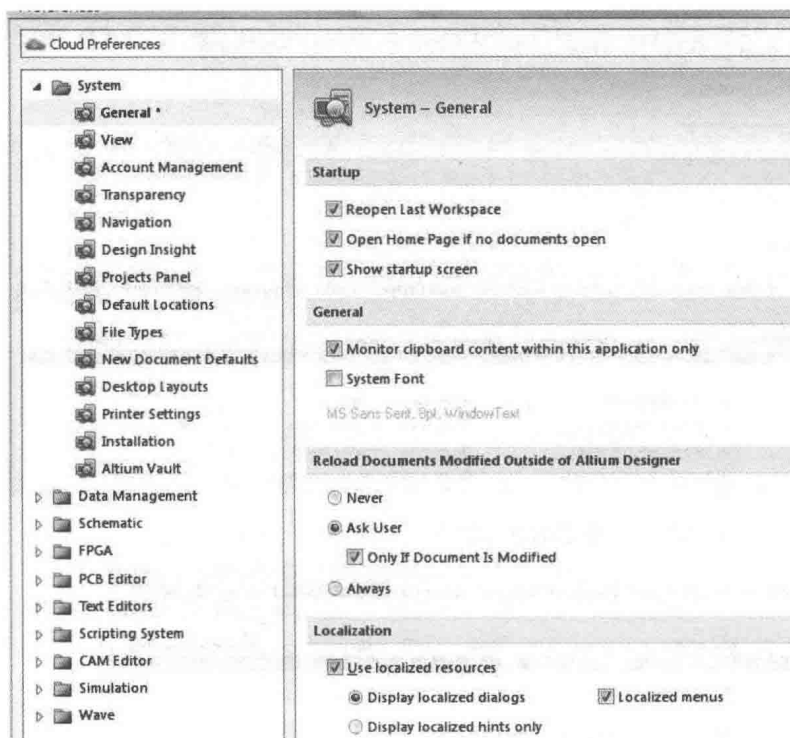 Cloud Preferences
System
General *
View
Account Management
Transparency
Navigation
Design Insight
Projects Panel
Default Locations
File Types
New Document Defaults
Desktop Layouts
Printer Settings
Installation
Altium Vault
Data Management
Schematic
FPGA
PCB Editor
Text Editors
Scripting System
CAM Editor
Simulation
Wave
System – General
Startup
Reopen Last Workspace
Open Home Page if no documents open
Show startup screen
General
Monitor clipboard content within this application only
System Font
MS Sans Serif, 8pt, WindowText
Reload Documents Modified Outside of Altium Designer
Never
Ask User
Only If Document Is Modified
Always
Localization
Use localized resources
Display localized dialogs
Localized menus
Display localized hints only